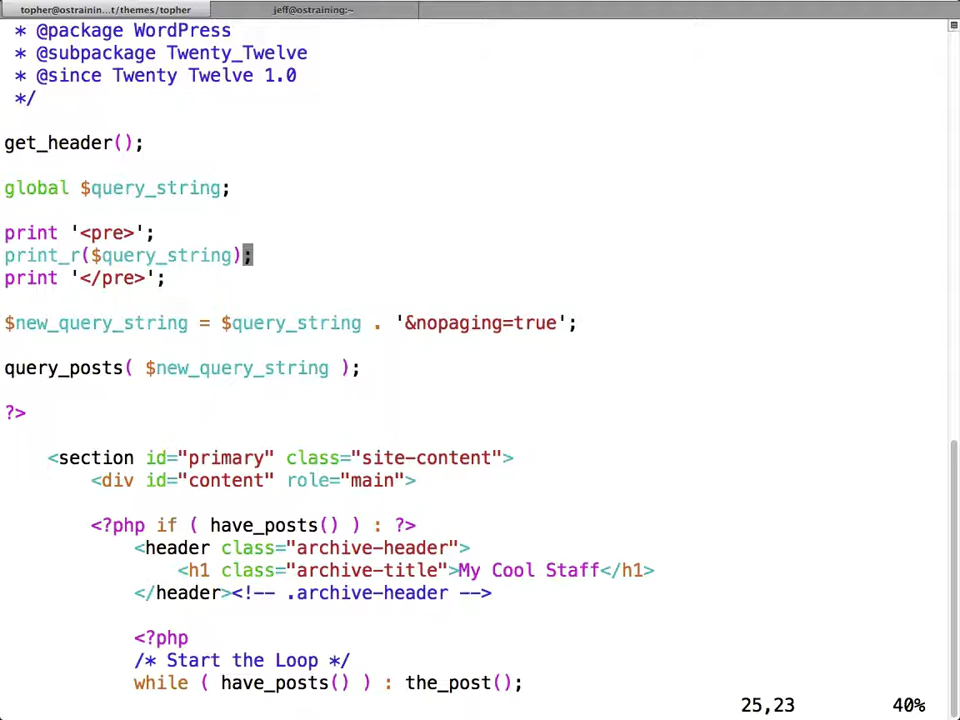 topher@ostrainin...t/themes/topher
jeff@ostraining:~
* @package WordPress
* @subpackage Twenty_Twelve
* @since Twenty Twelve 1.0
*/
get_header();
global $query_string;
print '<pre>';
print_r($query_string);
print '</pre>';
$new_query_string = $query_string . '&nopaging=true';
query_posts( $new_query_string );
?>
<section id="primary" class="site-content">
<div id="content" role="main">
<?php if ( have_posts() ) : ?>
<header class="archive-header">
<h1 class="archive-title">My Cool Staff</h1>
</header><!-- .archive-header -->
<?php
/* Start the Loop */
while ( have_posts() ) : the_post();
25,23
40%